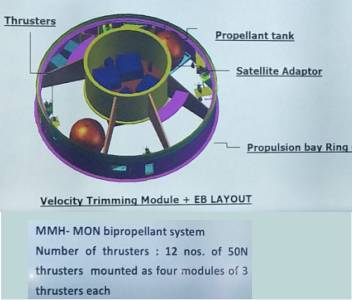 Thrusters
Propellant tank
Satellite Adaptor
Propulsion bay Ring
Velocity Trimming Module + EB LAYOUT
MMH- MON bipropellant system
Number of thrusters : 12 nos. of 50N
thrusters mounted as four modules of 3
thrusters each